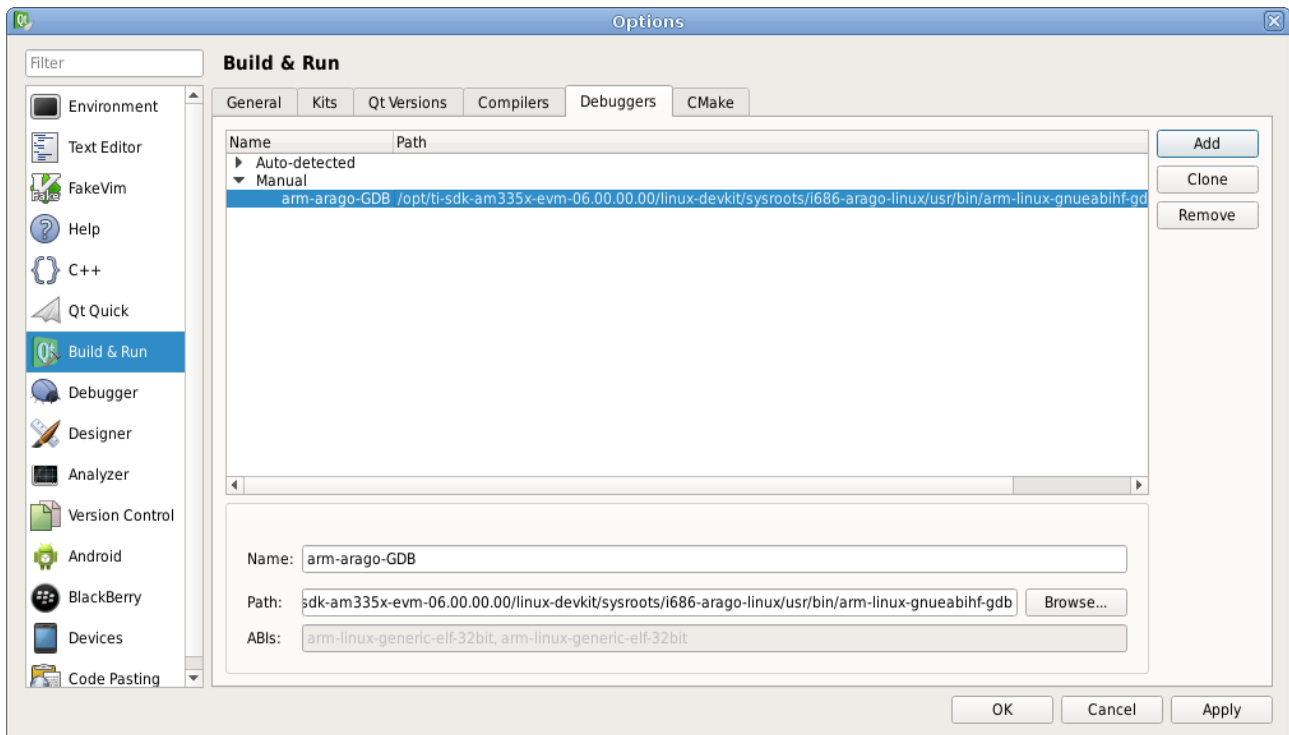 Options
Filter
Build & Run
Environment
Text Editor
FakeVim
Help
C++
Qt Quick
Build & Run
Debugger
Designer
Analyzer
Version Control
Android
BlackBerry
Devices
Code Pasting
General Kits Qt Versions Compilers Debuggers CMake
Name Path
Auto-detected
Manual
arm-arago-GDB /opt/ti-sdk-am335x-evm-06.00.00.00/linux-devkit/sysroots/i686-arago-linux/usr/bin/arm-linux-gnueabihf-gd
Add
Clone
Remove
Name: arm-arago-GDB
Path: sdk-am335x-evm-06.00.00.00/linux-devkit/sysroots/i686-arago-linux/usr/bin/arm-linux-gnueabihf-gdb Browse...
ABIs: arm-linux-generic-elf-32bit, arm-linux-generic-elf-32bit
OK Cancel Apply